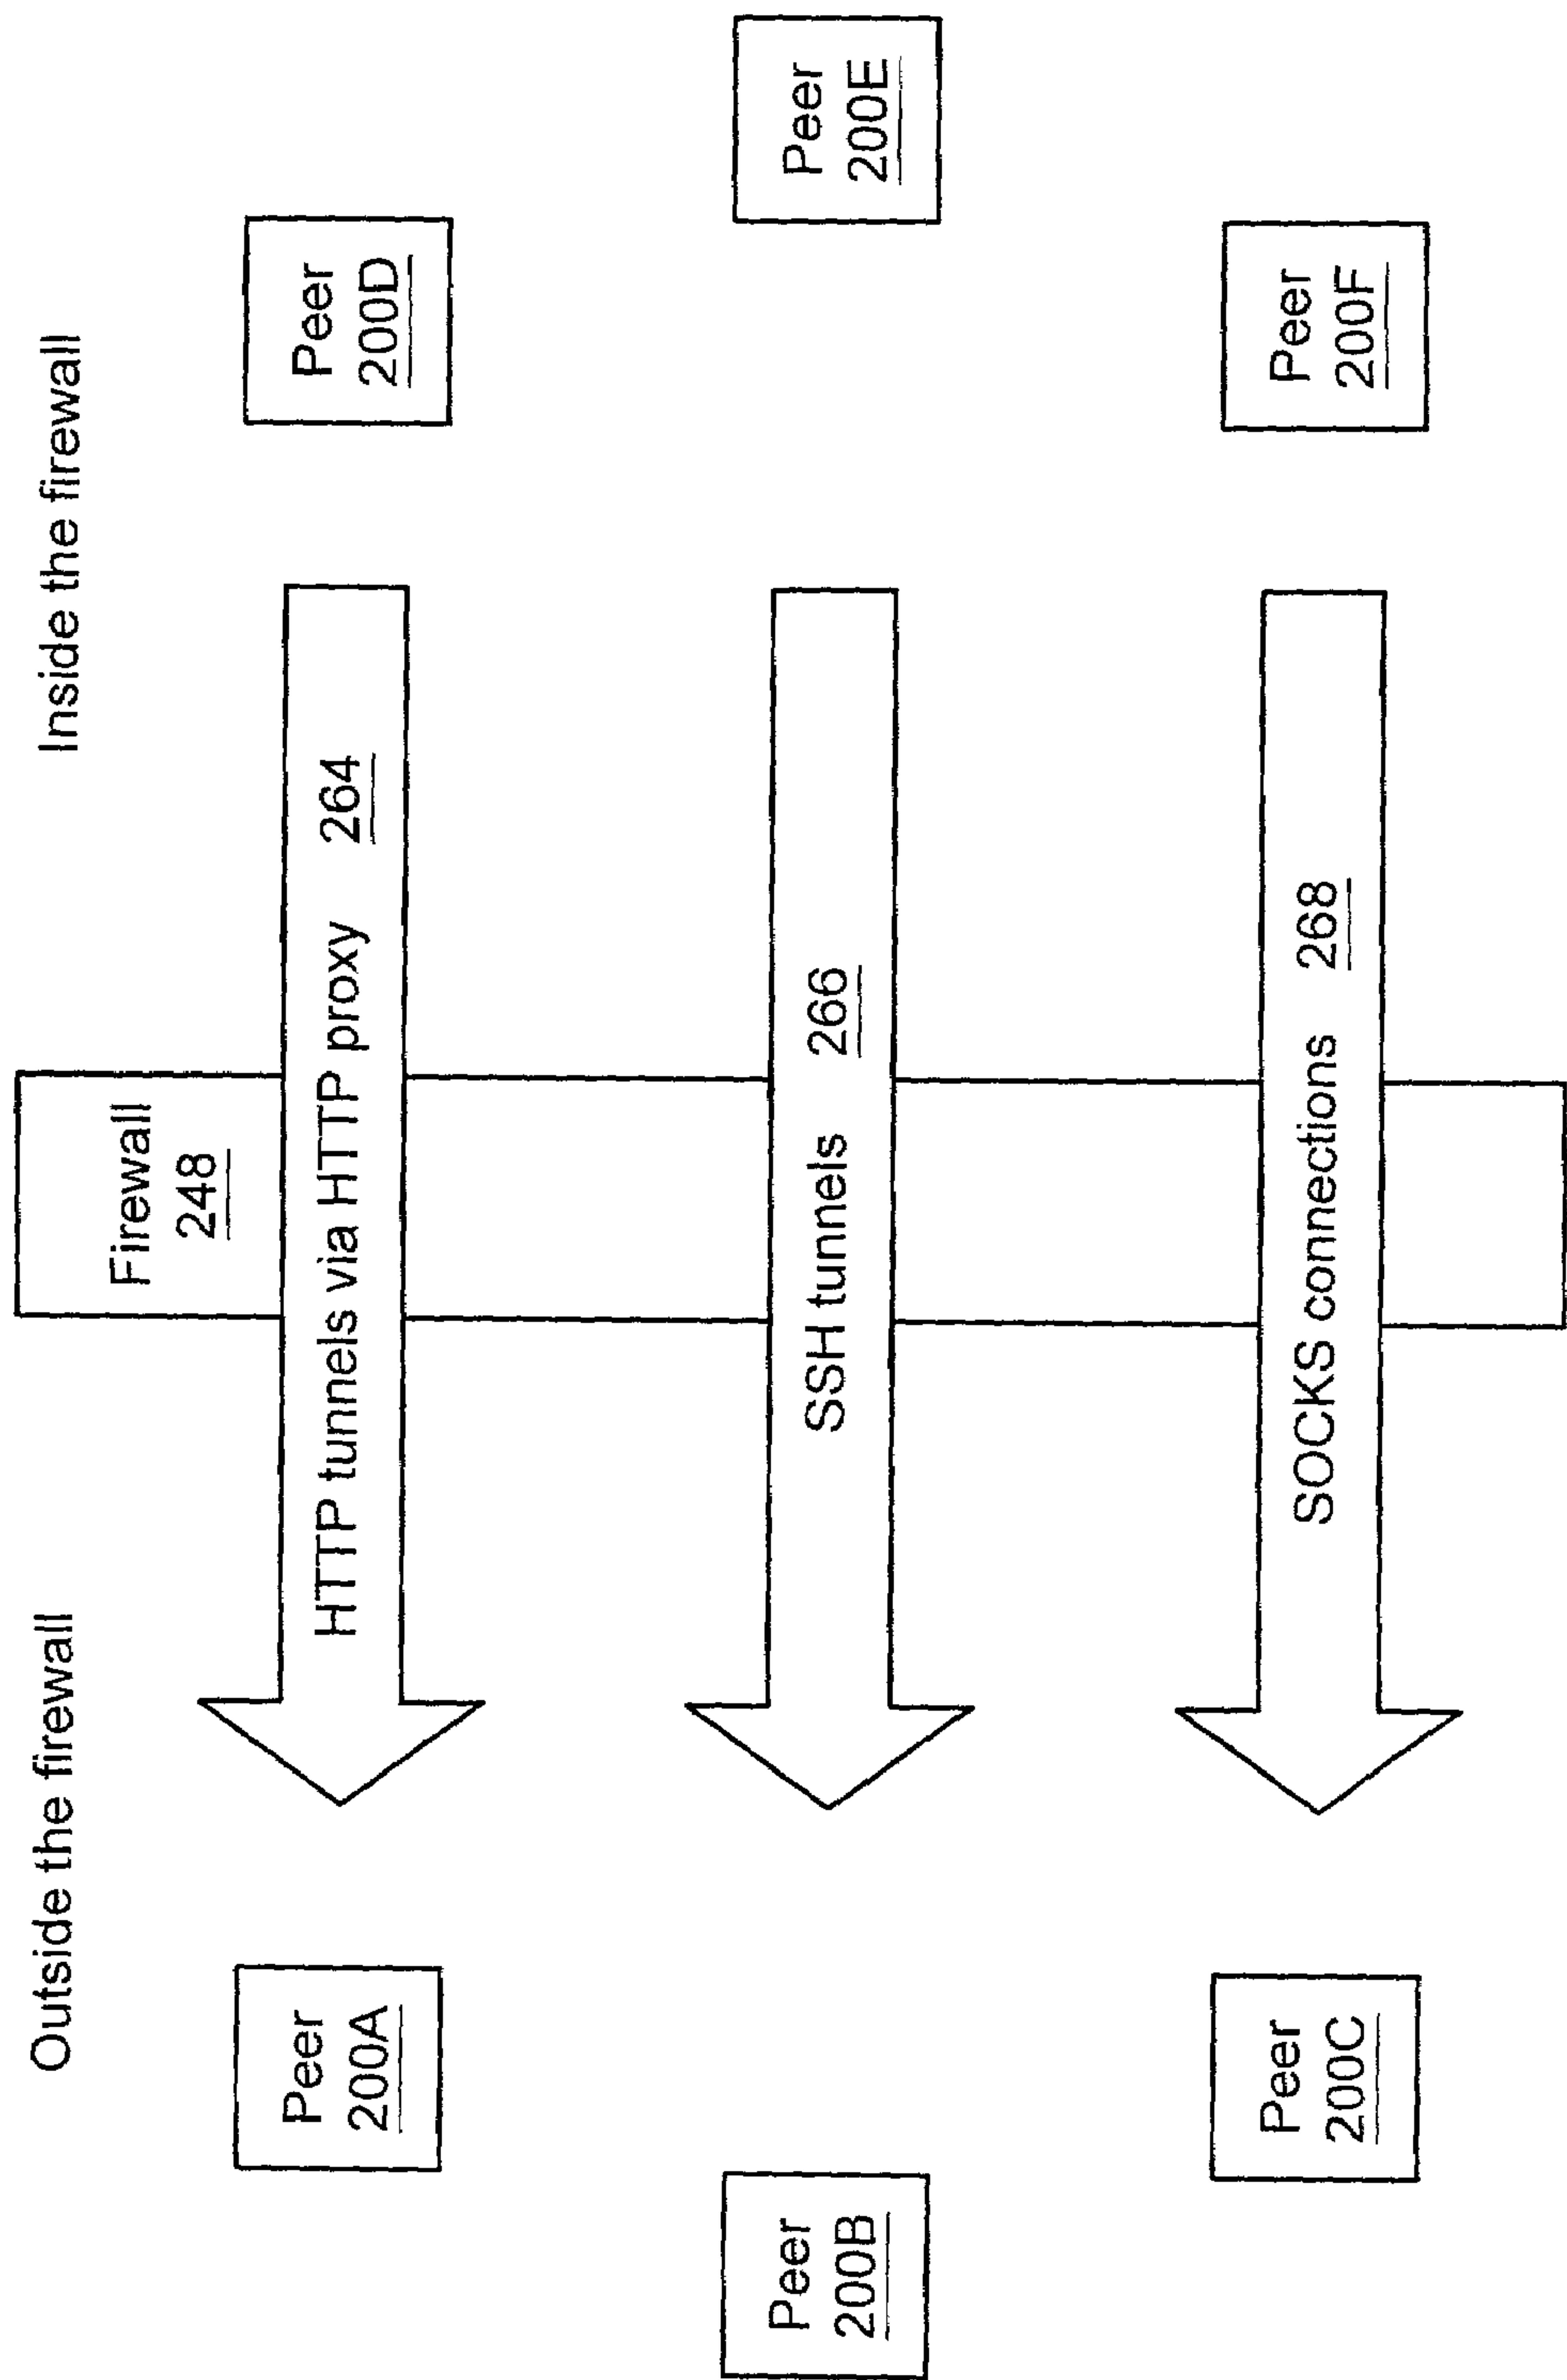 Outside the firewall
Inside the firewall
Firewall
248
Peer
200A
HTTP tunnels via HTTP proxy 264
Peer
200D
Peer
200B
SSH tunnels 266
Peer
200E
Peer
200C
SOCKS connections 268
Peer
200F